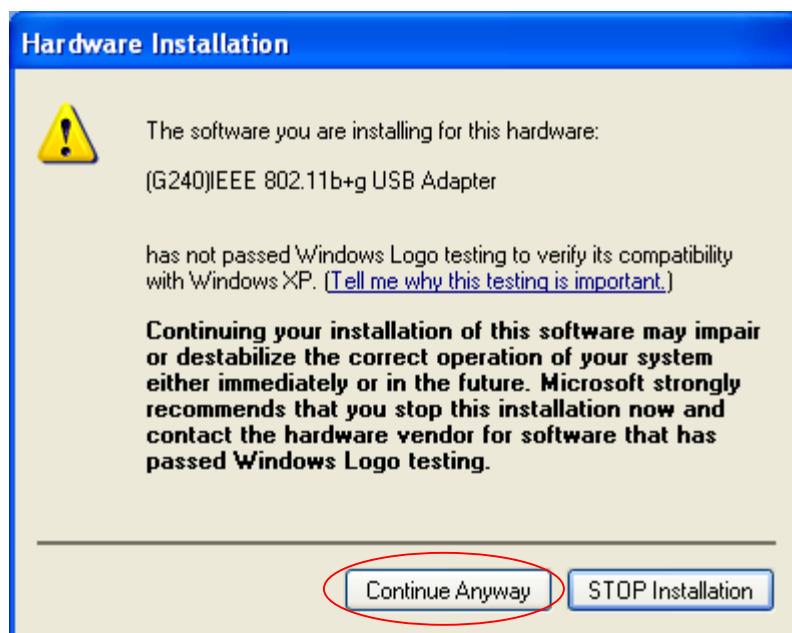 Hardware Installation
The software you are installing for this hardware:
(G240)IEEE 802.11b+g USB Adapter
has not passed Windows Logo testing to verify its compatibility
with Windows XP. (Tell me why this testing is important.)
Continuing your installation of this software may impair
or destabilize the correct operation of your system
either immediately or in the future. Microsoft strongly
recommends that you stop this installation now and
contact the hardware vendor for software that has
passed Windows Logo testing.
Continue Anyway
STOP Installation